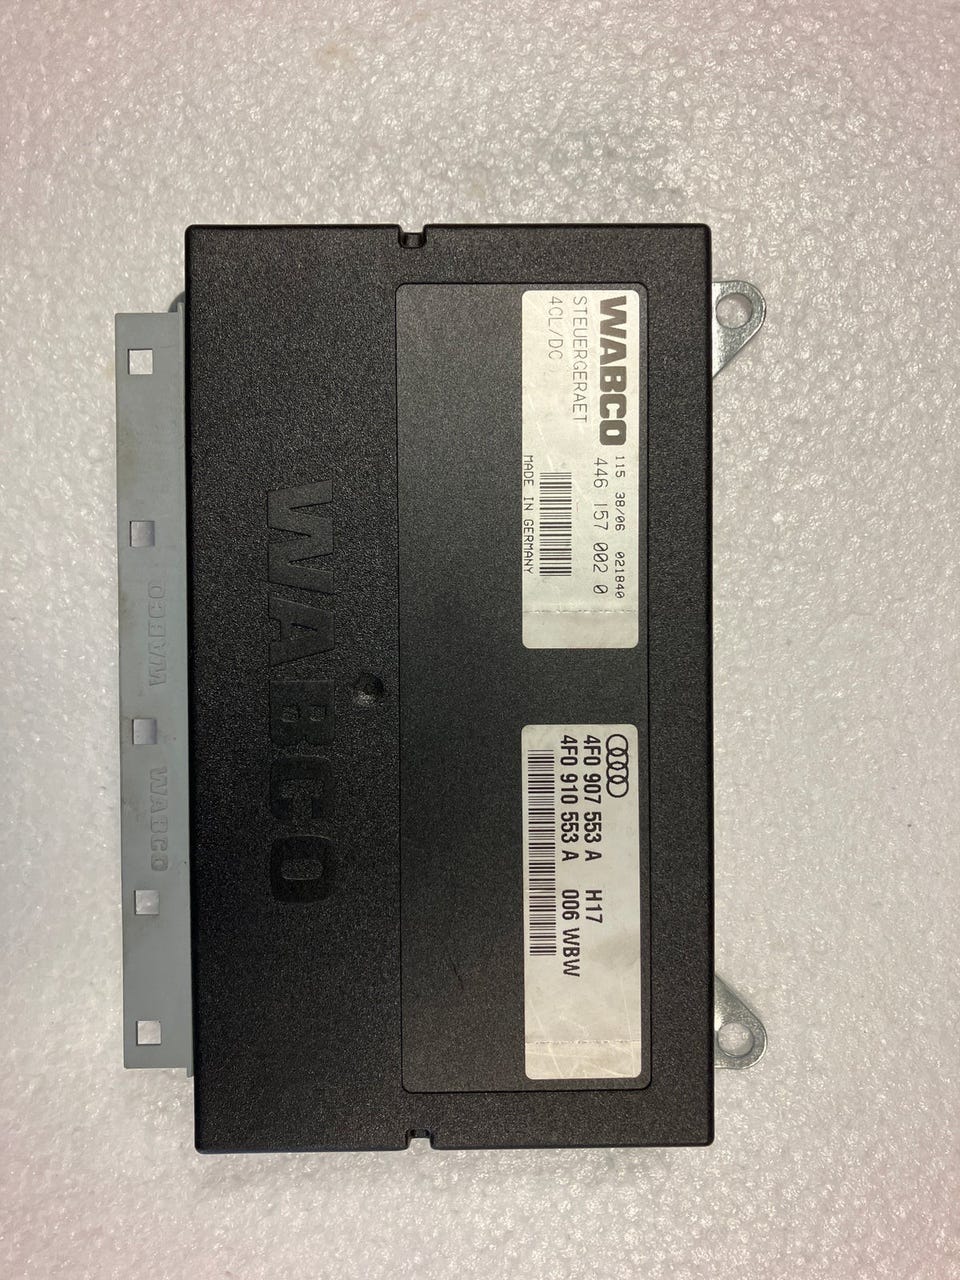 WABCO
115 38/06 021840
446 157 002 0
STEUERGERAET
4CL/DC
MADE IN GERMANY
4F0 907 553 A H17
4F0 910 553 A 006 WBW
WABCO
WABCO
WABCO